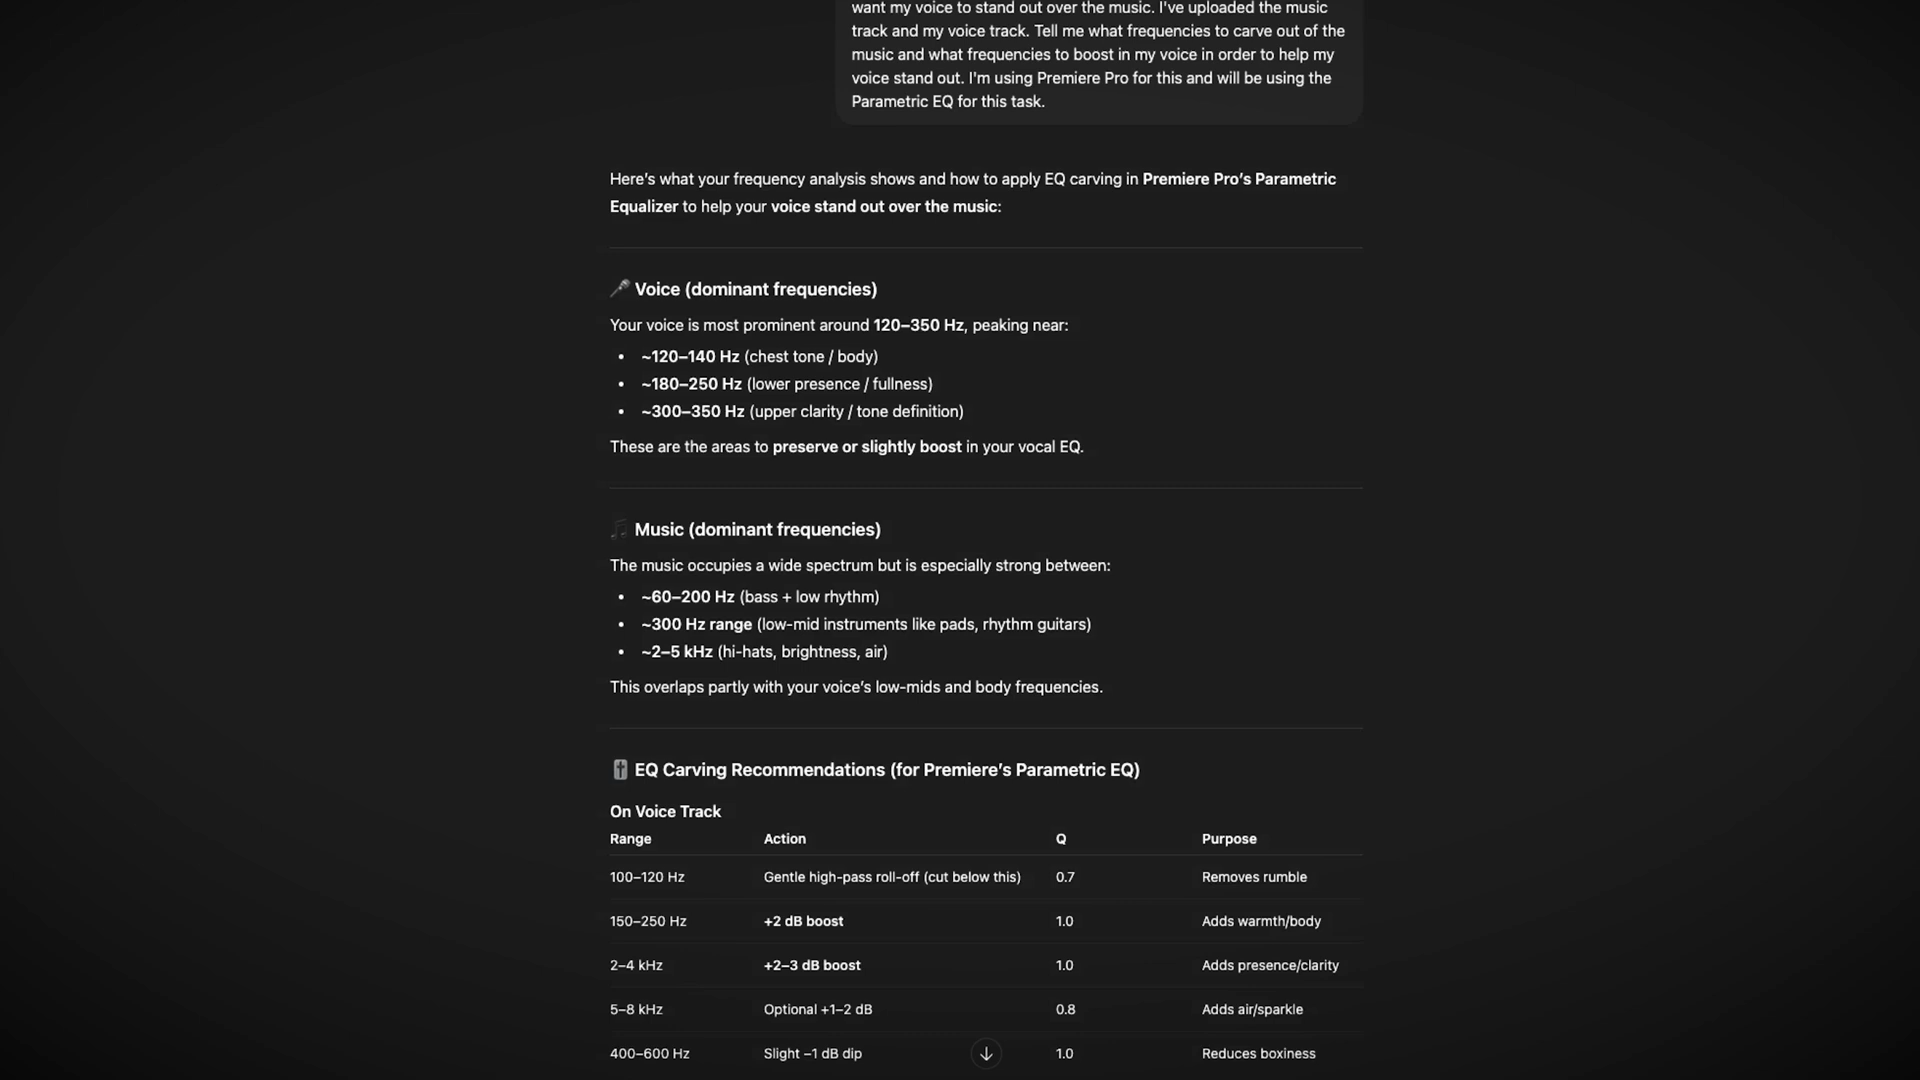 want my voice to stand out over the music. I've uploaded the music
track and my voice track. Tell me what frequencies to carve out of the
music and what frequencies to boost in my voice in order to help my
voice stand out. I'm using Premiere Pro for this and will be using the
Parametric EQ for this task.
Here's what your frequency analysis shows and how to apply EQ carving in Premiere Pro's Parametric
Equalizer to help your voice stand out over the music:
Voice (dominant frequencies)
Your voice is most prominent around 120–350 Hz, peaking near:
• ~120–140 Hz (chest tone / body)
• ~180–250 Hz (lower presence / fullness)
• ~300–350 Hz (upper clarity / tone definition)
These are the areas to preserve or slightly boost in your vocal EQ.
Music (dominant frequencies)
The music occupies a wide spectrum but is especially strong between:
• ~60–200 Hz (bass + low rhythm)
• ~300 Hz range (low-mid instruments like pads, rhythm guitars)
• ~2–5 kHz (hi-hats, brightness, air)
This overlaps partly with your voice's low-mids and body frequencies.
EQ Carving Recommendations (for Premiere's Parametric EQ)
On Voice Track
Range Action Q Purpose
100–120 Hz Gentle high-pass roll-off (cut below this) 0.7 Removes rumble
150–250 Hz +2 dB boost 1.0 Adds warmth/body
2–4 kHz +2–3 dB boost 1.0 Adds presence/clarity
5–8 kHz Optional +1–2 dB 0.8 Adds air/sparkle
400–600 Hz Slight –1 dB dip 1.0 Reduces boxiness